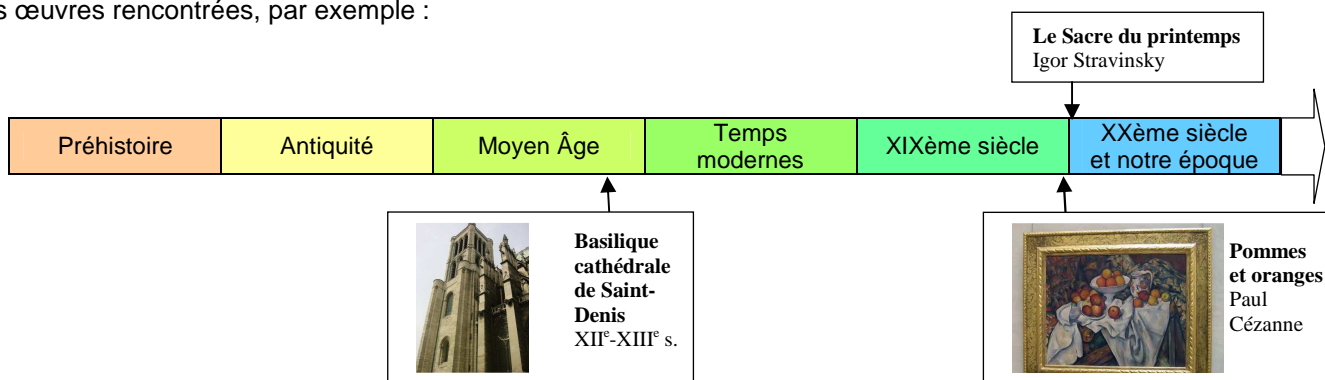 s œuvres rencontrées, par exemple :
Le Sacre du printemps
Igor Stravinsky
Préhistoire
Antiquité
Moyen Âge
Temps
modernes
XIXème siècle
XXème siècle
et notre époque
Basilique
cathédrale
de Saint-
Denis
XIIe-XIIIe s.
Pommes
et oranges
Paul
Cézanne